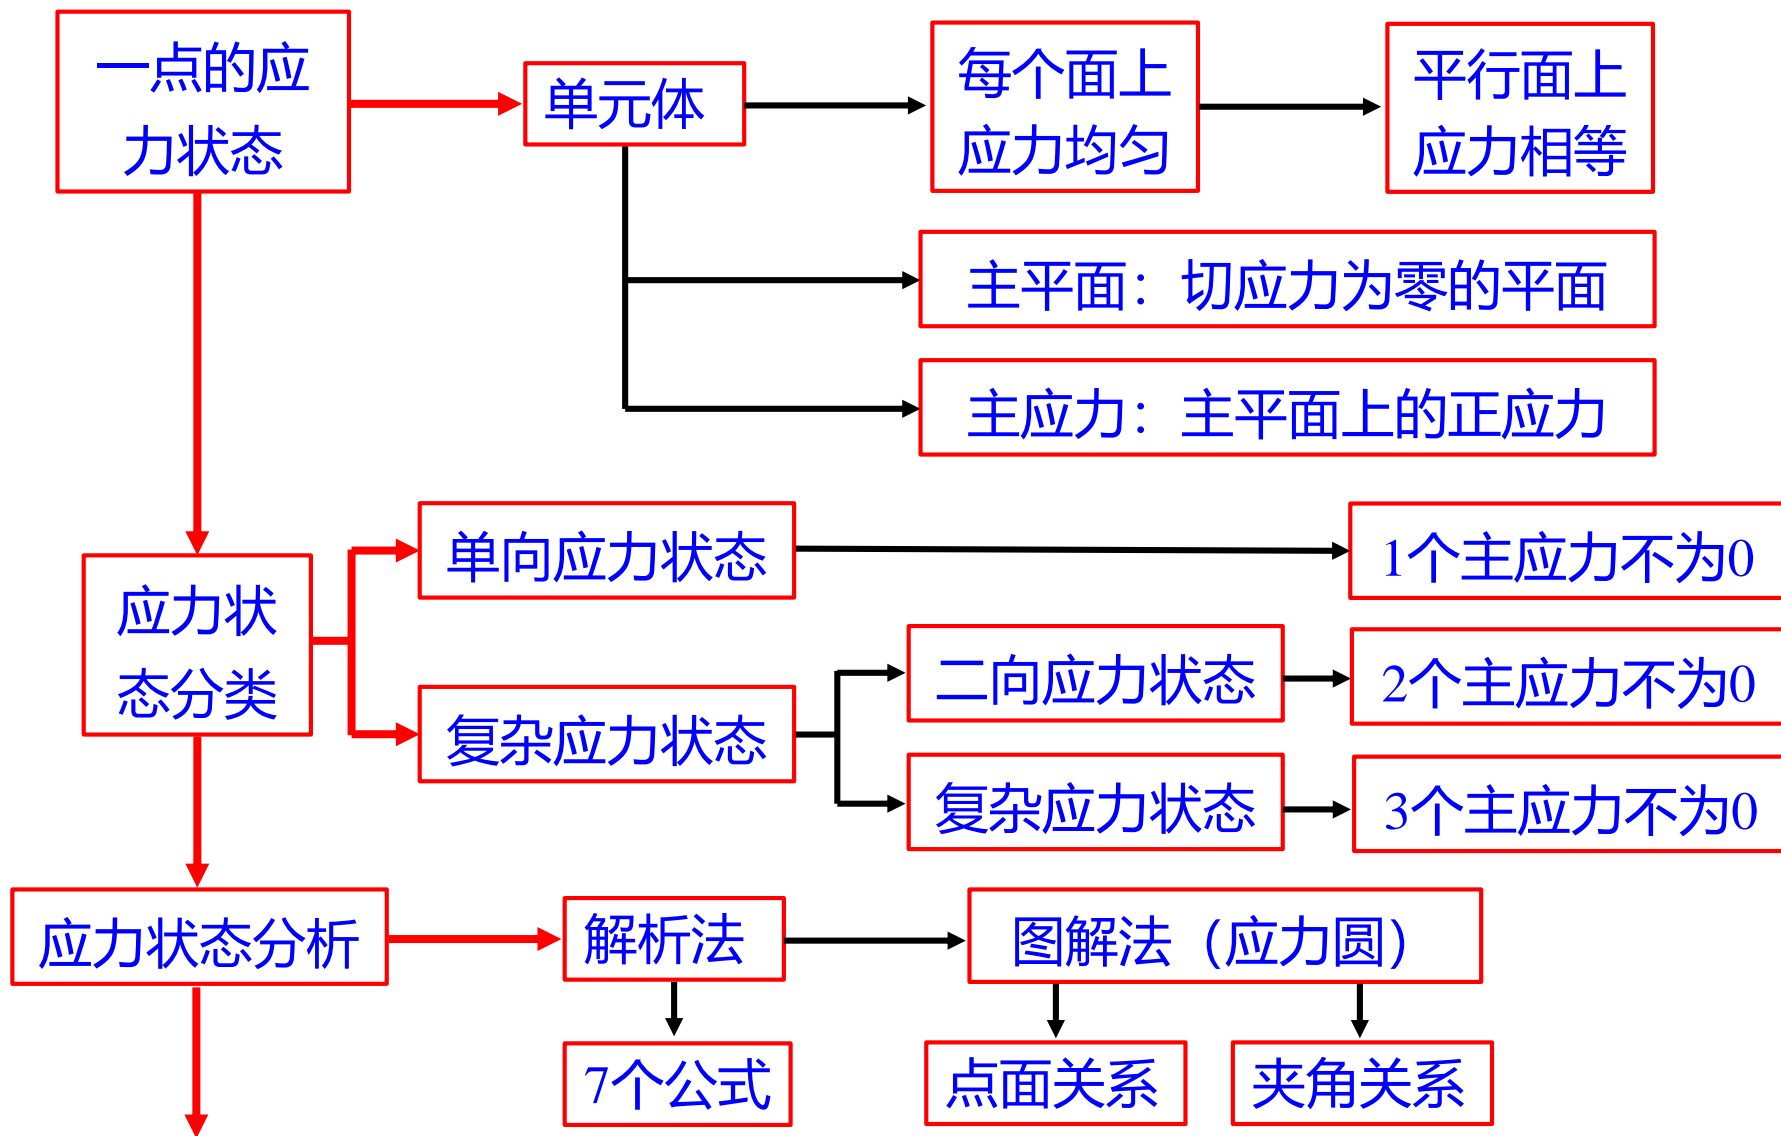 一点的应
力状态
单元体
每个面上
应力均匀
平行面上
应力相等
主平面：切应力为零的平面
主应力：主平面上的正应力
应力状
态分类
单向应力状态
1个主应力不为0
复杂应力状态
二向应力状态
2个主应力不为0
复杂应力状态
3个主应力不为0
应力状态分析
解析法
图解法（应力圆）
7个公式
点面关系
夹角关系